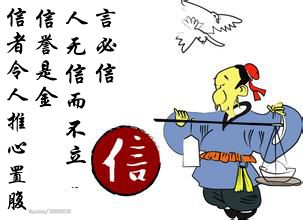 言必信
人无信而不立
信誉是金
信者令人推心置腹
信